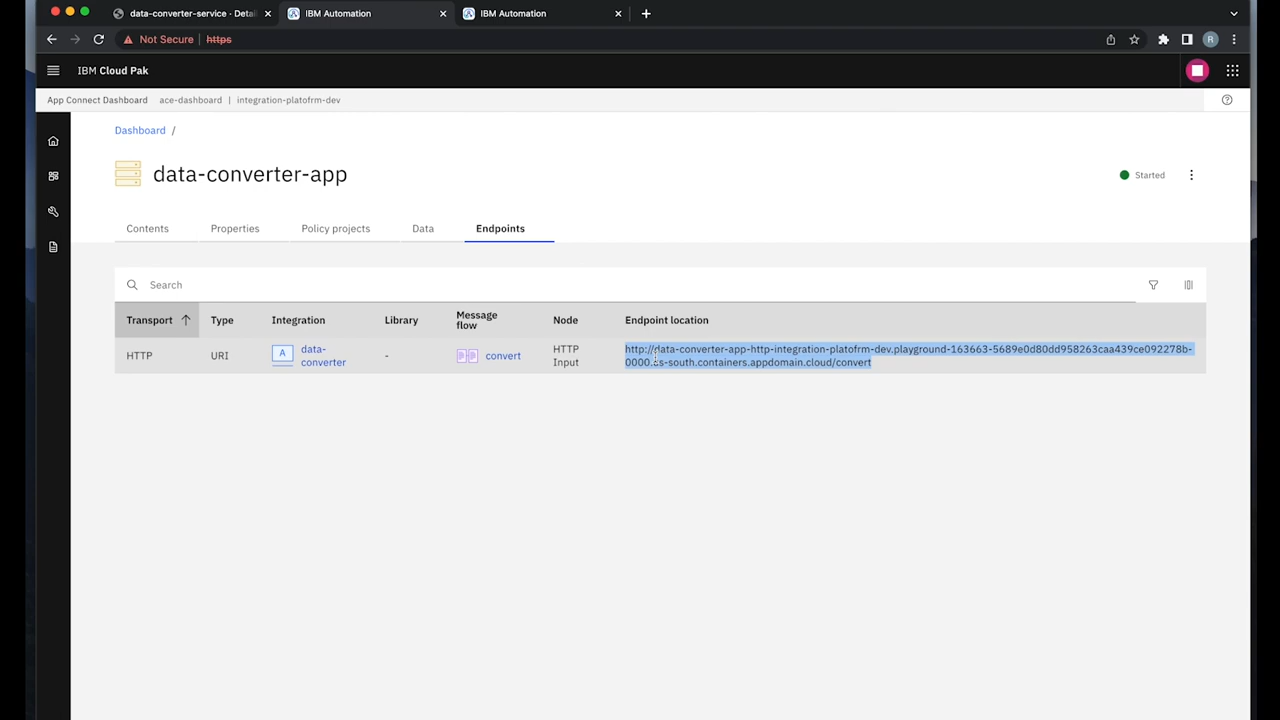 data-converter-service - Detai
IBM Automation
IBM Automation
Not Secure
https
R
IBM Cloud Pak
App Connect Dashboard ace-dashboard | integration-platofrm-dev
Dashboard /
data-converter-app
Started
Contents Properties Policy projects Data Endpoints
Search
Transport Type Integration Library Message flow Node Endpoint location
HTTP URI A data-converter - convert HTTP Input http://data-converter-app-http-integration-platofrm-dev.playground-163663-5689e0d80dd958263caa439ce092278b-
0000.us-south.containers.appdomain.cloud/convert